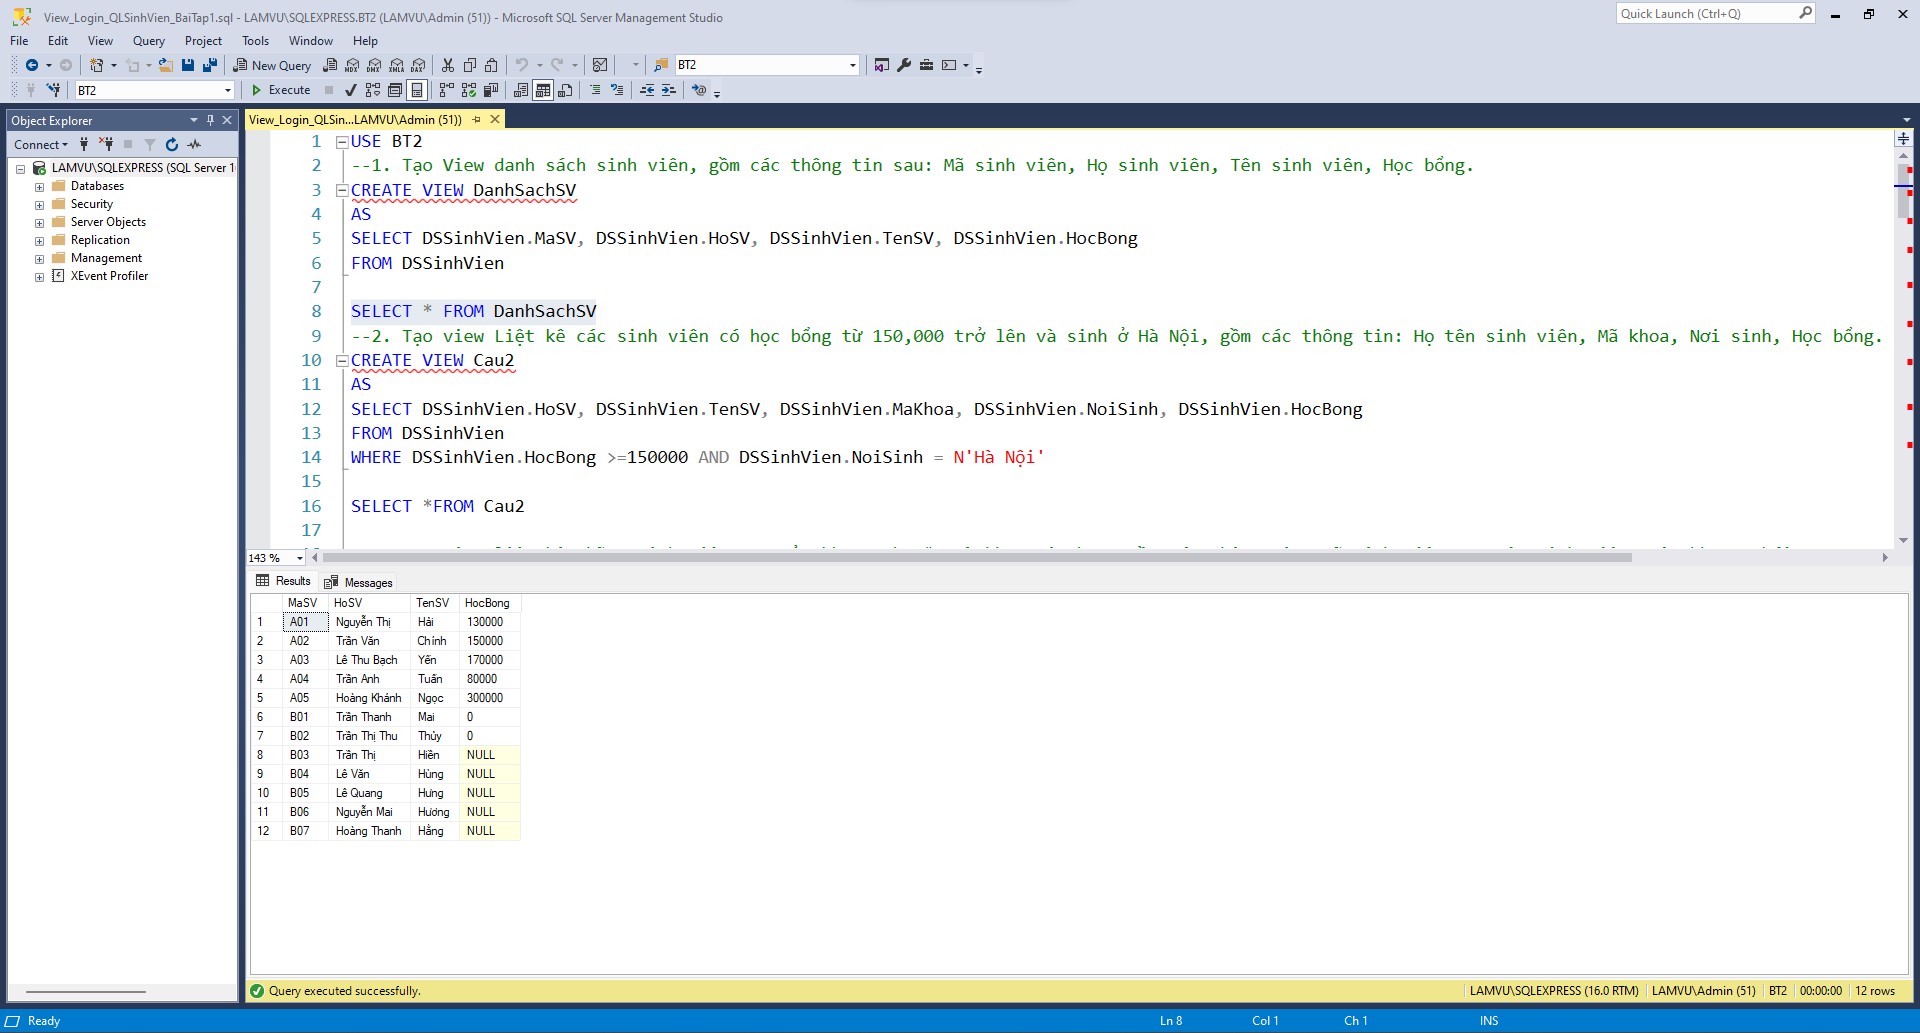 View_Login_QLSinhVien_BaiTap1.sql - LAMVU\SQLEXPRESS.BT2 (LAMVU\Admin (51)) - Microsoft SQL Server Management Studio
Quick Launch (Ctrl+Q)
File Edit View Query Project Tools Window Help
New Query MDX DMX XMLA DAX BT2
BT2 Execute
Object Explorer
Connect
LAMVU\SQLEXPRESS (SQL Server 1
Databases
Security
Server Objects
Replication
Management
XEvent Profiler
View_Login_QLSin...LAMVU\Admin (51))
1 USE BT2
2 --1. Tạo View danh sách sinh viên, gồm các thông tin sau: Mã sinh viên, Họ sinh viên, Tên sinh viên, Học bổng.
3 CREATE VIEW DanhSachSV
4 AS
5 SELECT DSSinhVien.MaSV, DSSinhVien.HoSV, DSSinhVien.TenSV, DSSinhVien.HocBong
6 FROM DSSinhVien
7
8 SELECT * FROM DanhSachSV
9 --2. Tạo view Liệt kê các sinh viên có học bổng từ 150,000 trở lên và sinh ở Hà Nội, gồm các thông tin: Họ tên sinh viên, Mã khoa, Nơi sinh, Học bổng.
10 CREATE VIEW Cau2
11 AS
12 SELECT DSSinhVien.HoSV, DSSinhVien.TenSV, DSSinhVien.MaKhoa, DSSinhVien.NoiSinh, DSSinhVien.HocBong
13 FROM DSSinhVien
14 WHERE DSSinhVien.HocBong >=150000 AND DSSinhVien.NoiSinh = N'Hà Nội'
15
16 SELECT *FROM Cau2
17
143 %
Results Messages
MaSV HoSV TenSV HocBong
1 A01 Nguyễn Thị Hải 130000
2 A02 Trần Văn Chính 150000
3 A03 Lê Thu Bạch Yến 170000
4 A04 Trần Anh Tuấn 80000
5 A05 Hoàng Khánh Ngọc 300000
6 B01 Trần Thanh Mai 0
7 B02 Trần Thị Thu Thủy 0
8 B03 Trần Thị Hiền NULL
9 B04 Lê Văn Hùng NULL
10 B05 Lê Quang Hưng NULL
11 B06 Nguyễn Mai Hương NULL
12 B07 Hoàng Thanh Hằng NULL
Query executed successfully. LAMVU\SQLEXPRESS (16.0 RTM) LAMVU\Admin (51) BT2 00:00:00 12 rows
Ready Ln 8 Col 1 Ch 1 INS